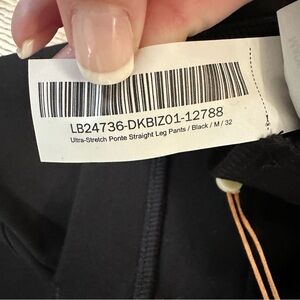 LB24736-DKBIZ01-12788
Ultra-Stretch Ponte Straight Leg Pants / Black / M / 32